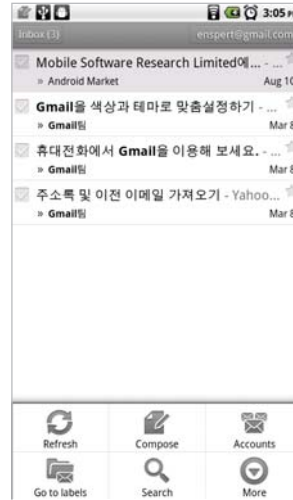 3:05
Inbox (3) enspert@gmail.com
Mobile Software Research Limited에... - ...
» Android Market Aug 10
Gmail을 색상과 테마로 맞춤설정하기 - ...
» Gmail팀 Mar 8
휴대전화에서 Gmail을 이용해 보세요. - ...
» Gmail팀 Mar 8
주소록 및 이전 이메일 가져오기 - Yahoo...
» Gmail팀 Mar 8
Refresh Compose Accounts
Go to labels Search More